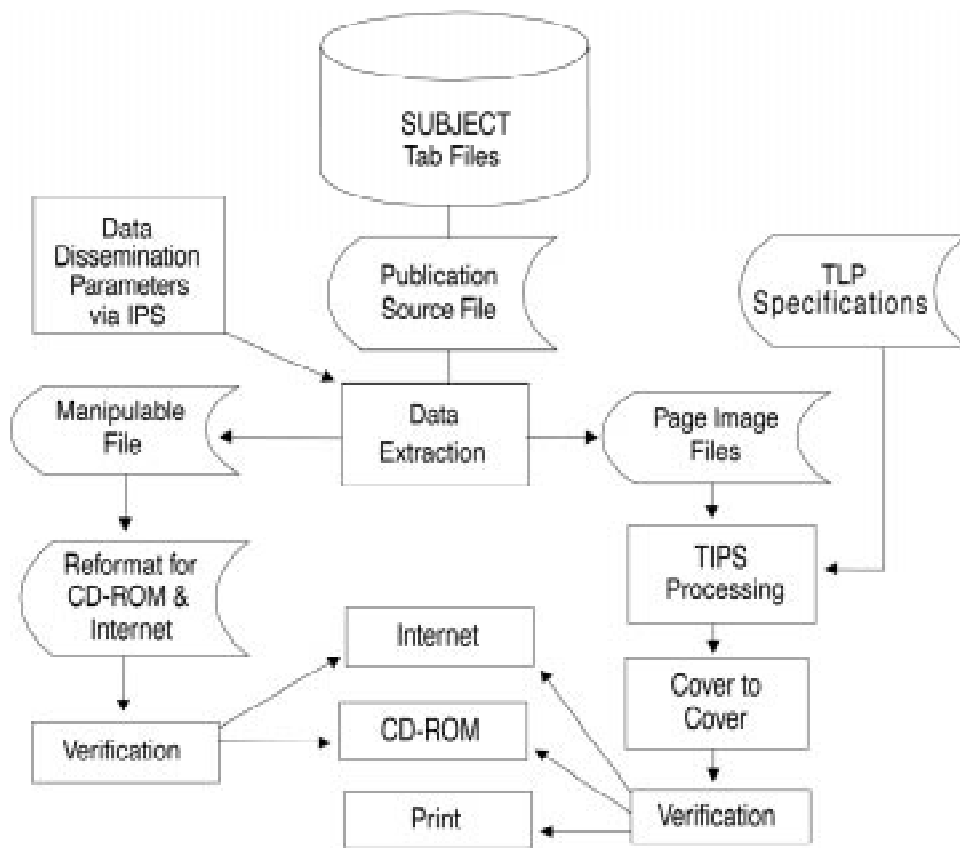 SUBJECT
Tab Files
Data
Dissemination
Parameters
via IPS
Publication
Source File
TLP
Specifications
Manipulable
File
Data
Extraction
Page Image
Files
Reformat for
CD-ROM &
Internet
TIPS
Processing
Internet
Cover to
Cover
CD-ROM
Verification
Print
Verification